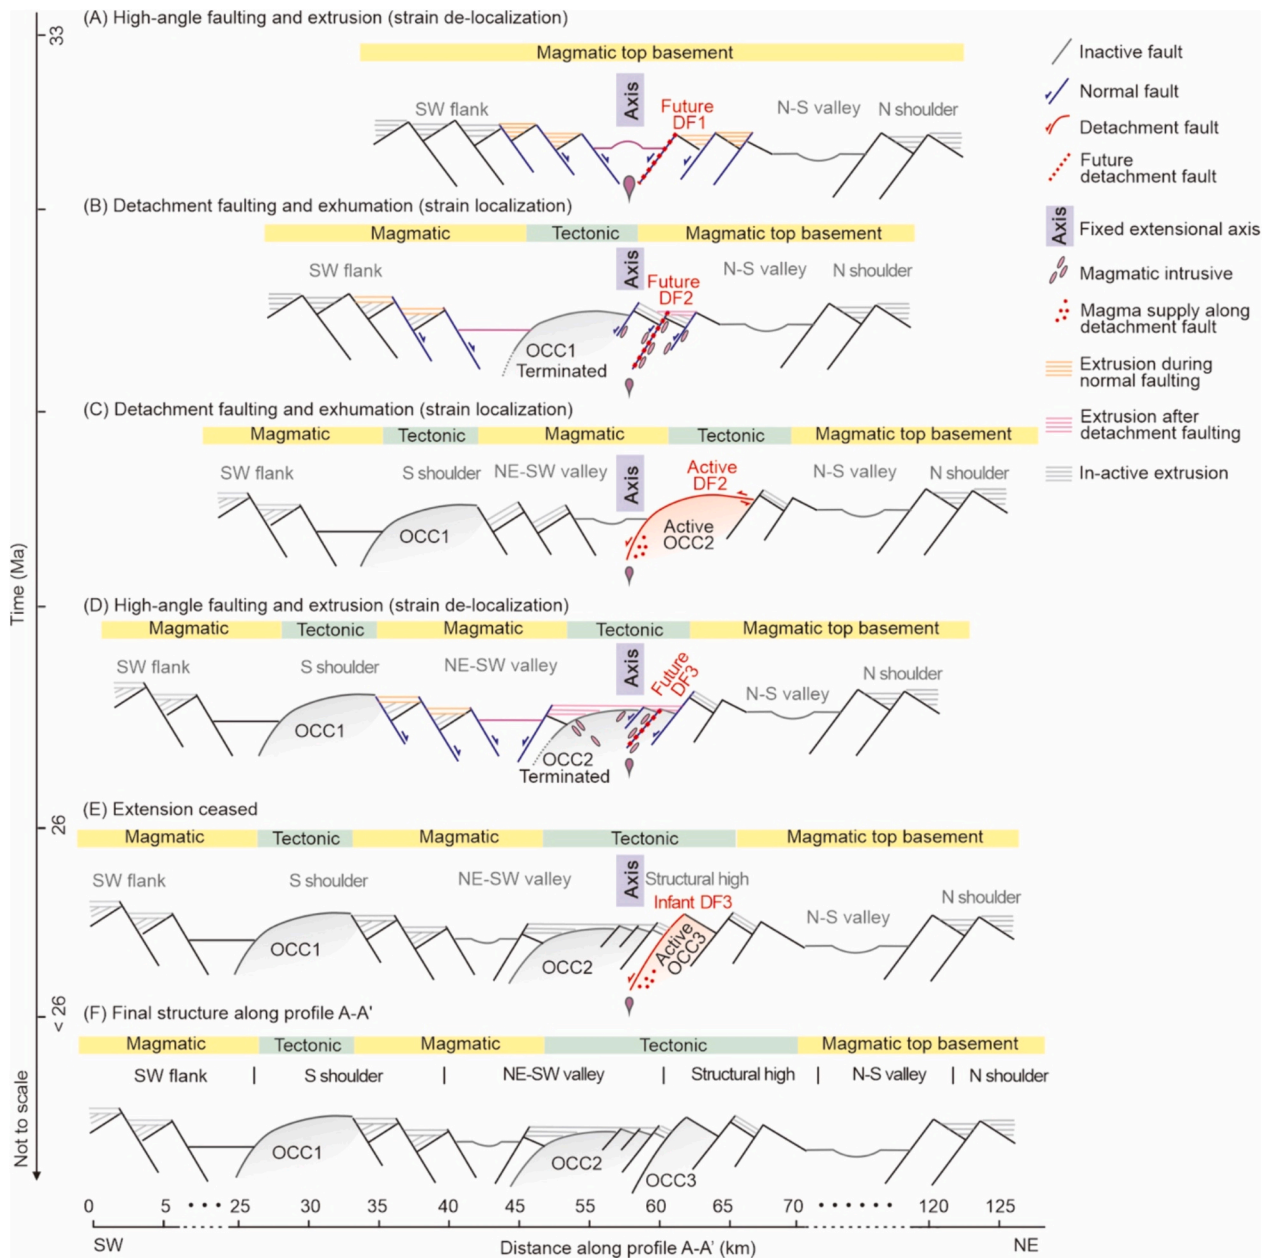 (A) High-angle faulting and extrusion (strain de-localization)
33
Magmatic top basement
SW flank
Axis
Future
DF1
N-S valley
N shoulder
Inactive fault
Normal fault
Detachment fault
Future
detachment fault
Axis
Fixed extensional axis
Magmatic intrusive
Magma supply along
detachment fault
Extrusion during
normal faulting
Extrusion after
detachment faulting
In-active extrusion
(B) Detachment faulting and exhumation (strain localization)
Magmatic
Tectonic
Magmatic top basement
SW flank
Axis
Future
DF2
N-S valley
N shoulder
OCC1
Terminated
(C) Detachment faulting and exhumation (strain localization)
Magmatic
Tectonic
Magmatic
Tectonic
Magmatic top basement
SW flank
S shoulder
NE-SW valley
Axis
Active
DF2
N-S valley
N shoulder
OCC1
Active
OCC2
Time (Ma)
(D) High-angle faulting and extrusion (strain de-localization)
Magmatic
Tectonic
Magmatic
Tectonic
Magmatic top basement
SW flank
S shoulder
NE-SW valley
Axis
Future
DF3
N-S valley
N shoulder
OCC1
OCC2
Terminated
(E) Extension ceased
26
Magmatic
Tectonic
Magmatic
Tectonic
Magmatic top basement
SW flank
S shoulder
NE-SW valley
Axis
Structural high
Infant DF3
N-S valley
N shoulder
OCC1
OCC2
Active
OCC3
< 26
(F) Final structure along profile A-A'
Magmatic
Tectonic
Magmatic
Tectonic
Magmatic top basement
SW flank | S shoulder | NE-SW valley | Structural high | N-S valley | N shoulder
Not to scale
OCC1
OCC2
OCC3
0 5 25 30 35 40 45 55 60 65 70 120 125
SW
Distance along profile A-A' (km)
NE